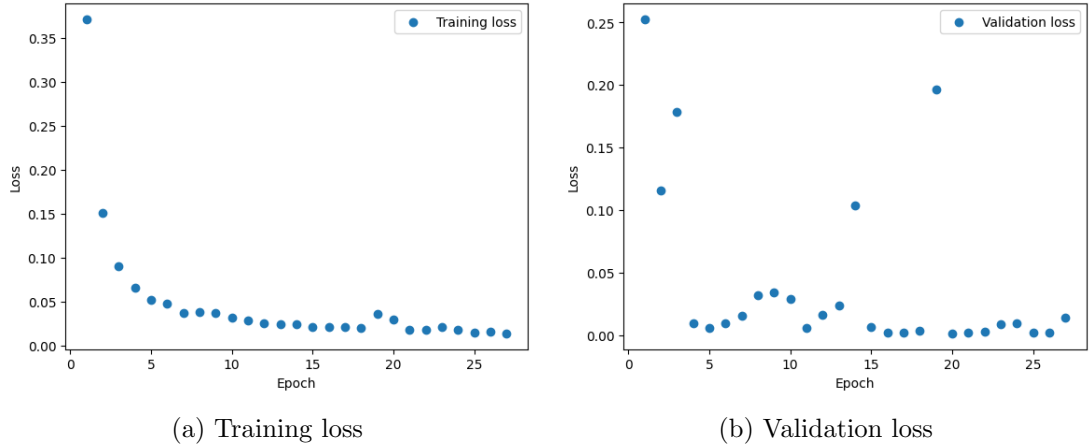 Training loss
0.35
0.30
0.25
0.20
0.15
0.10
0.05
0.00
Loss
0 5 10 15 20 25
Epoch
(a) Training loss
Validation loss
0.25
0.20
0.15
0.10
0.05
0.00
Loss
0 5 10 15 20 25
Epoch
(b) Validation loss